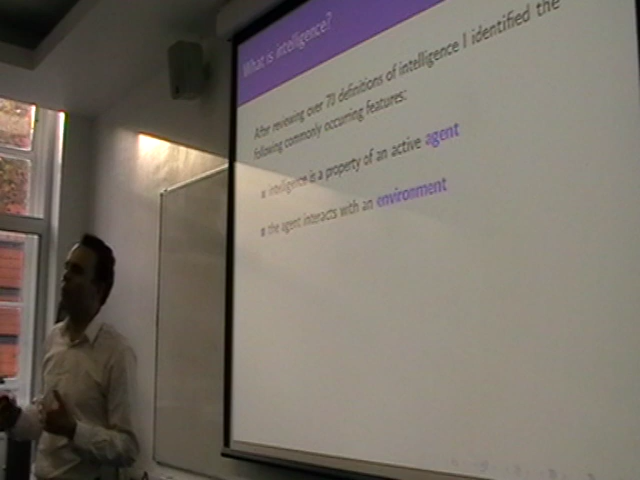 What is intelligence?
After reviewing over 70 definitions of intelligence I identified the
following commonly occurring features:
intelligence is a property of an active agent
the agent interacts with an environment